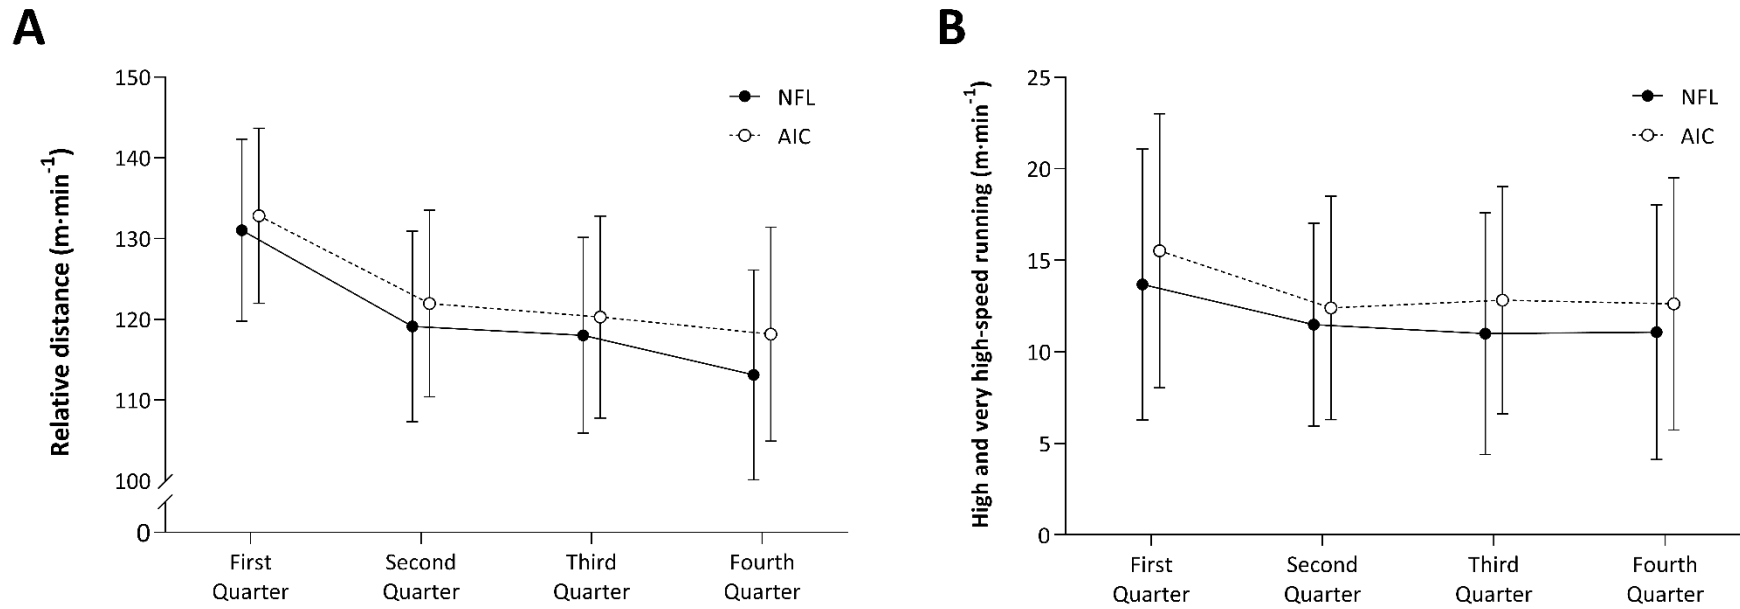 A
Relative distance (m·min⁻¹)
150
140
130
120
110
100
0
NFL
AIC
First
Quarter
Second
Quarter
Third
Quarter
Fourth
Quarter
B
High and very high-speed running (m·min⁻¹)
25
20
15
10
5
0
NFL
AIC
First
Quarter
Second
Quarter
Third
Quarter
Fourth
Quarter